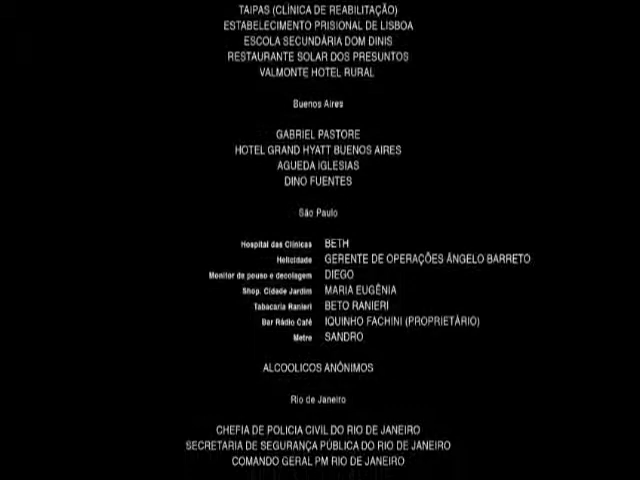 TAIPAS (CLÍNICA DE REABILITAÇÃO)
ESTABELECIMENTO PRISIONAL DE LISBOA
ESCOLA SECUNDÁRIA DOM DINIS
RESTAURANTE SOLAR DOS PRESUNTOS
VALMONTE HOTEL RURAL
Buenos Aires
GABRIEL PASTORE
HOTEL GRAND HYATT BUENOS AIRES
AGUEDA IGLESIAS
DINO FUENTES
São Paulo
Hospital das Clínicas BETH
Helicidade GERENTE DE OPERAÇÕES ÂNGELO BARRETO
Monitor de pouso e decolagem DIEGO
Shop. Cidade Jardim MARIA EUGÊNIA
Tabacaria Ranieri BETO RANIERI
Bar Rádio Café IQUINHO FACHINI (PROPRIETÁRIO)
Metre SANDRO
ALCOOLICOS ANÔNIMOS
Rio de Janeiro
CHEFIA DE POLICIA CIVIL DO RIO DE JANEIRO
SECRETARIA DE SEGURANÇA PÚBLICA DO RIO DE JANEIRO
COMANDO GERAL PM RIO DE JANEIRO